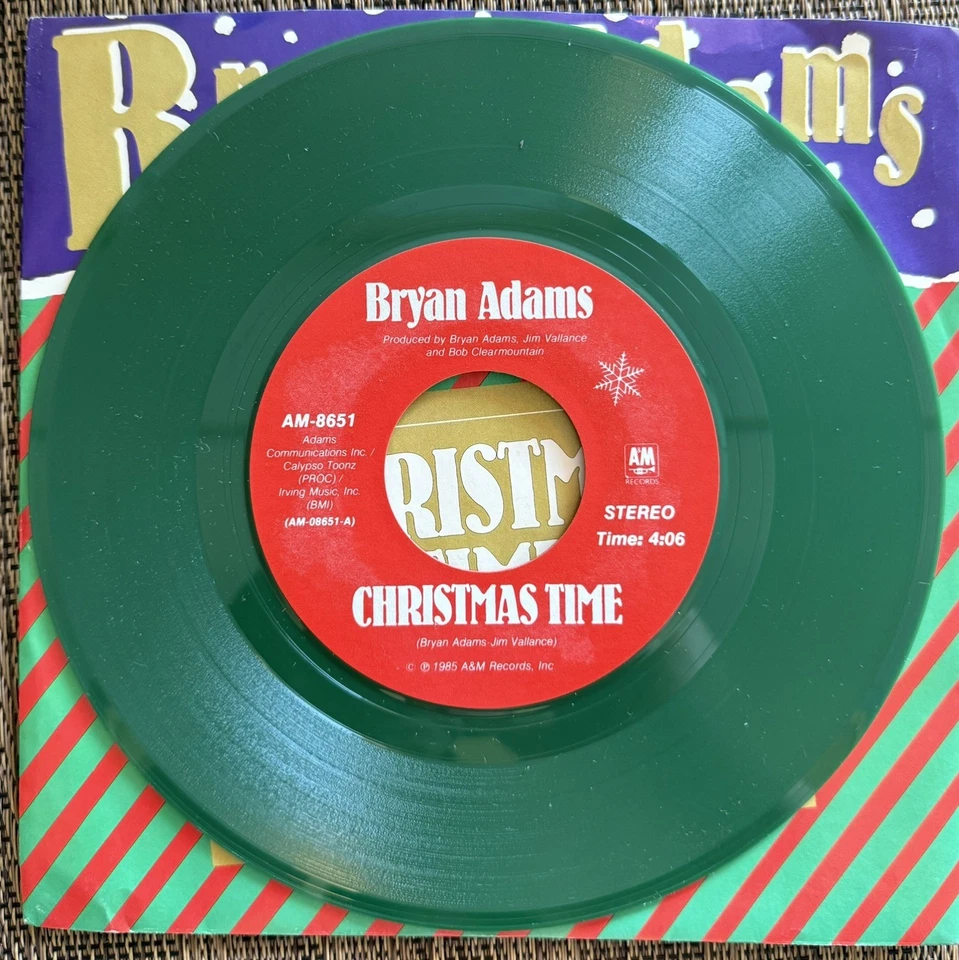 Bryan Adams
Produced by Bryan Adams, Jim Vallance
and Bob Clearmountain
AM-8651
Adams
Communications Inc. /
Calypso Toonz
(PROC) /
Irving Music, Inc.
(BMI)
(AM-08651-A)
A&M
RECORDS
STEREO
Time: 4:06
RISTM
CHRISTMAS TIME
(Bryan Adams-Jim Vallance)
© ℗ 1985 A&M Records, Inc